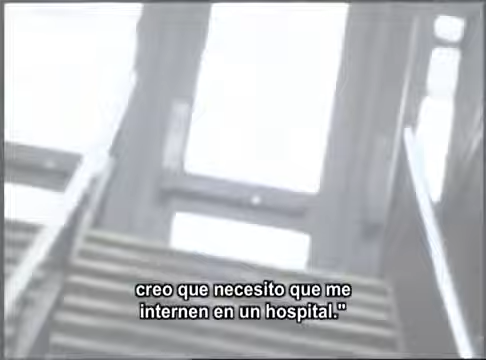 creo que necesito que me
internen en un hospital."